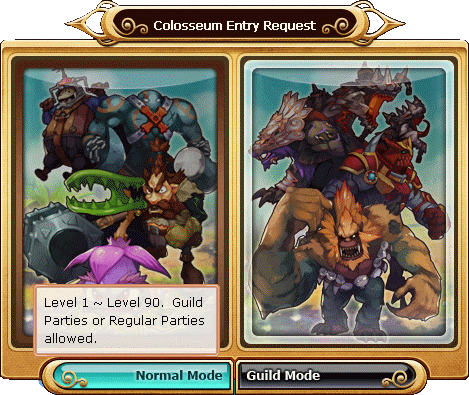 Colosseum Entry Request
Level 1 ~ Level 90. Guild
Parties or Regular Parties
allowed.
Normal Mode
Guild Mode